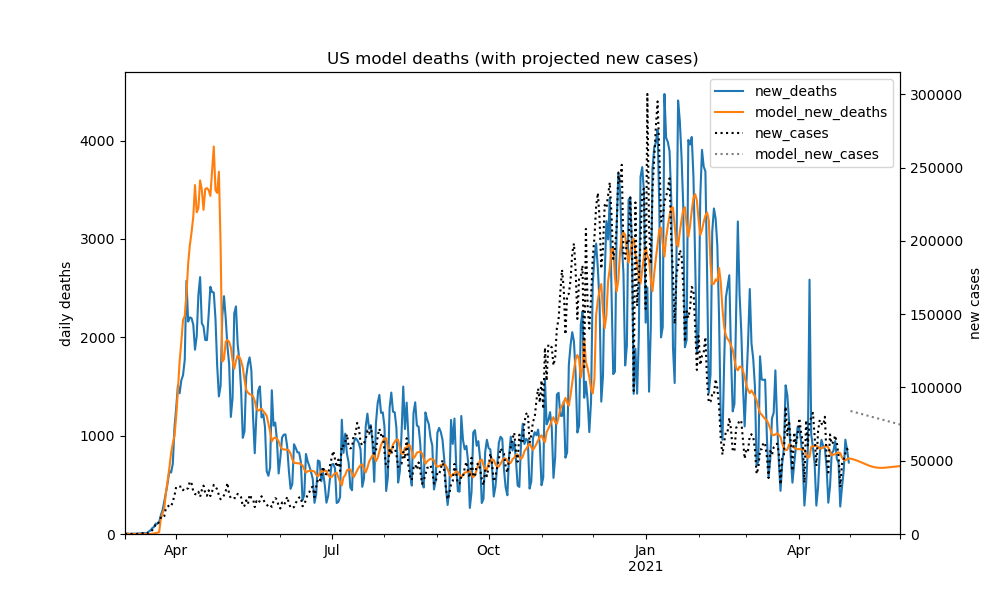 US model deaths (with projected new cases)
new_deaths
model_new_deaths
new_cases
model_new_cases
daily deaths
0
1000
2000
3000
4000
new cases
0
50000
100000
150000
200000
250000
300000
Apr
Jul
Oct
Jan
2021
Apr